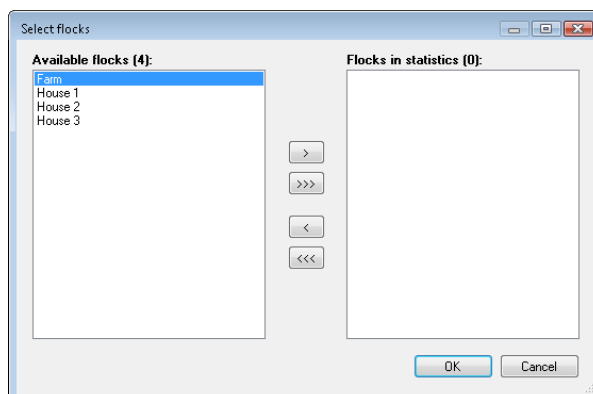 Select flocks
Available flocks (4):
Farm
House 1
House 2
House 3
>
>>>
<
<<<
Flocks in statistics (0):
OK
Cancel